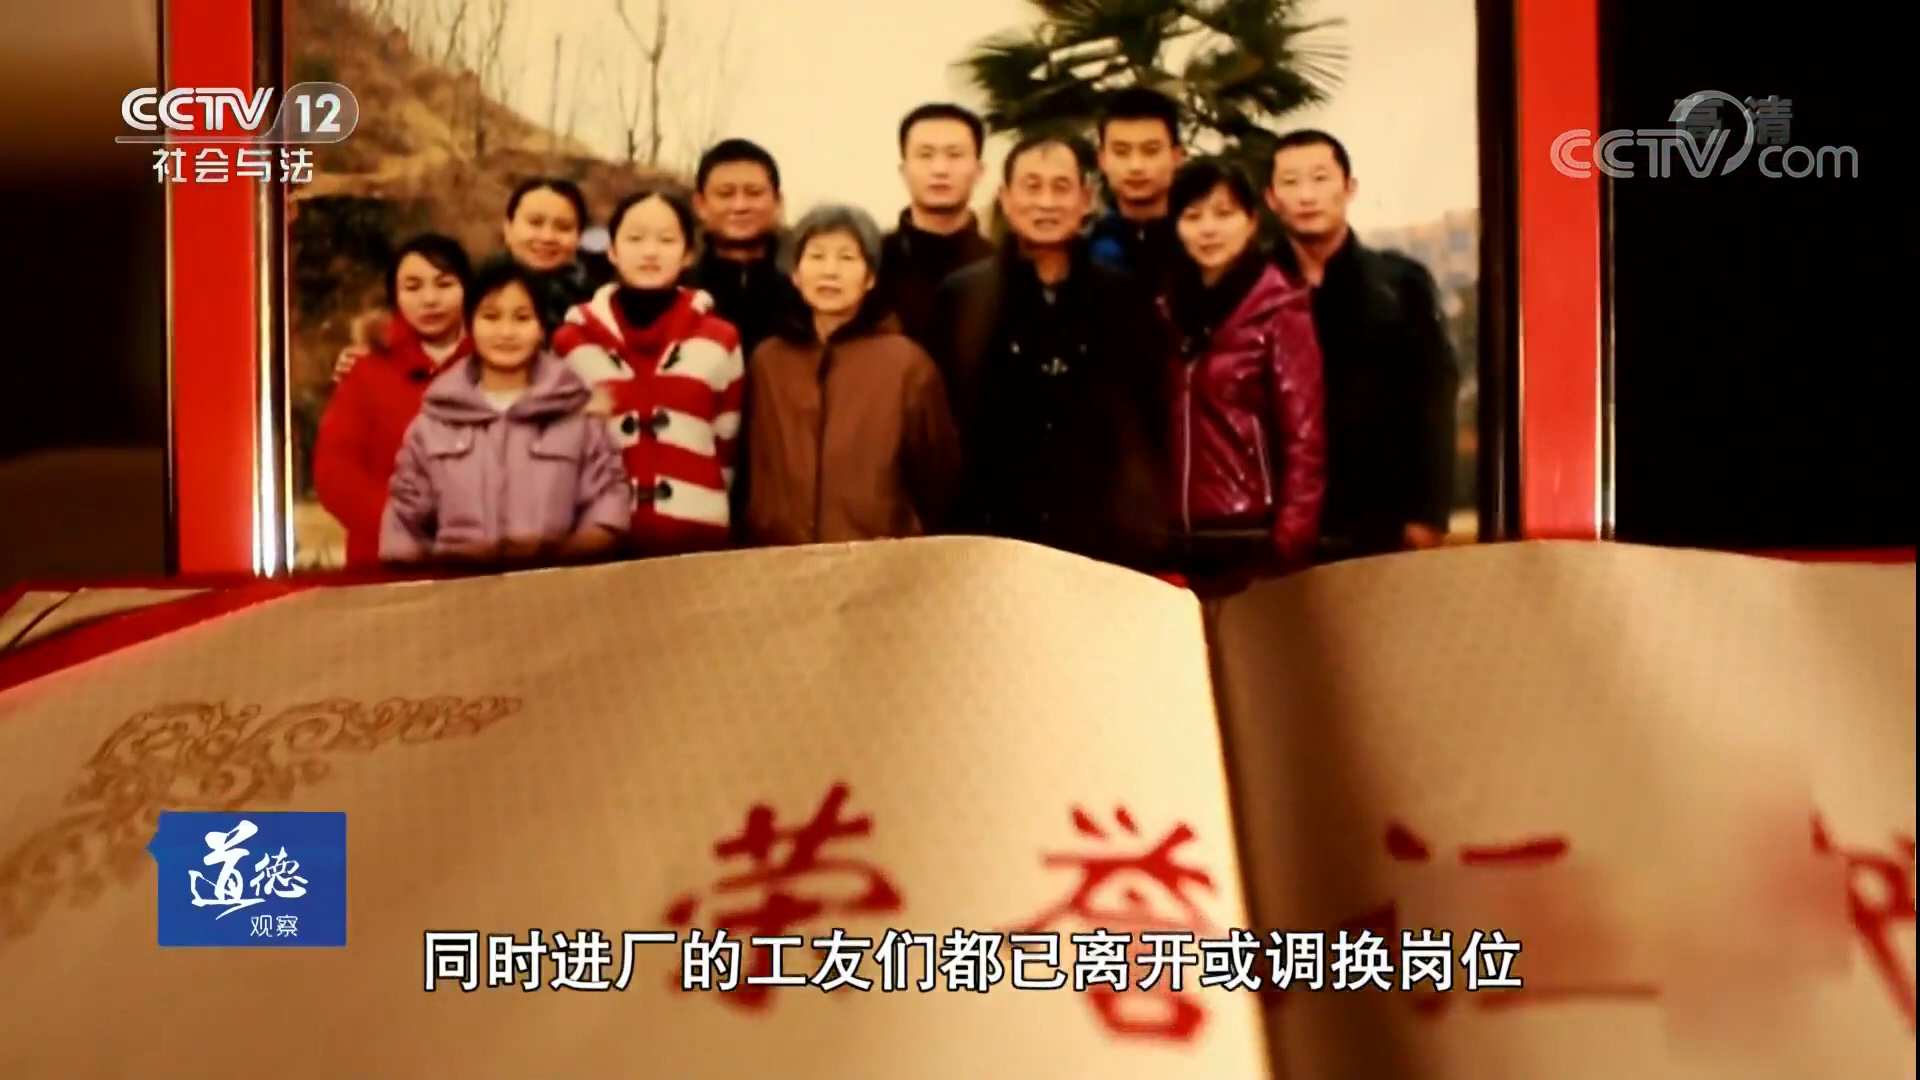 CCTV 12
社会与法
高清
CCTV.com
荣誉证
道德
观察
同时进厂的工友们都已离开或调换岗位